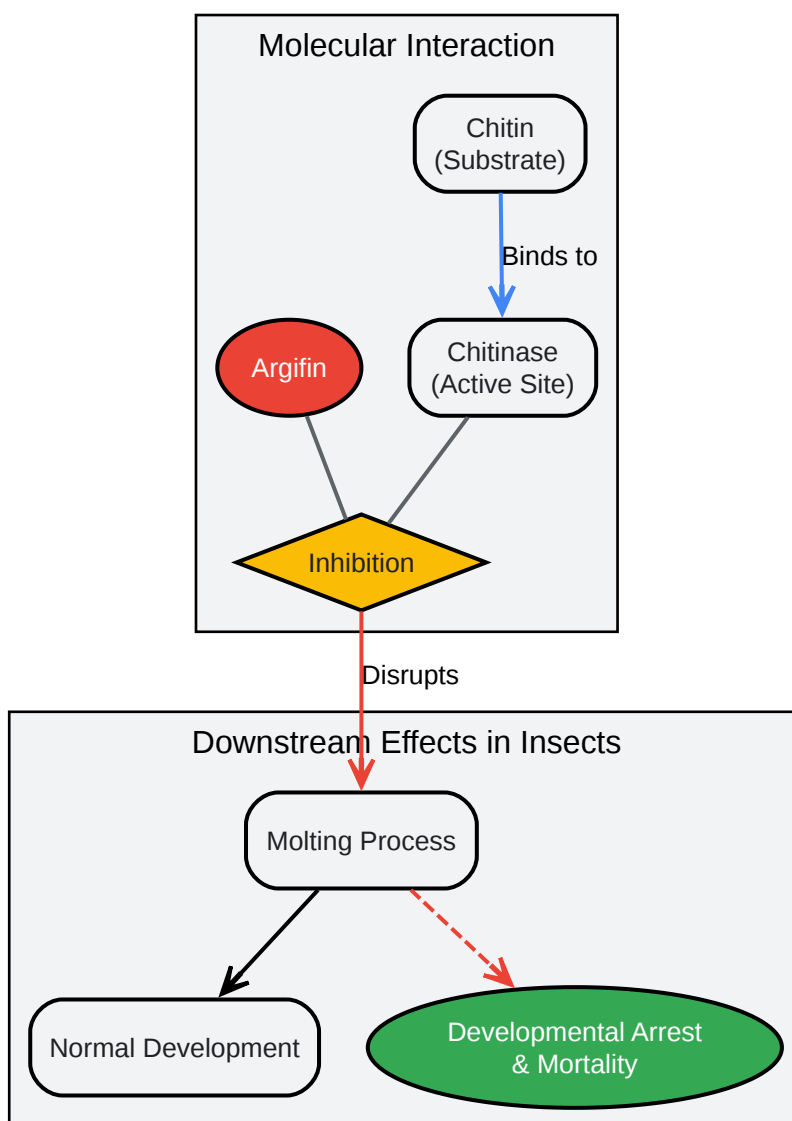 Molecular Interaction
Chitin
(Substrate)
Binds to
Argifin
Chitinase
(Active Site)
Inhibition
Disrupts
Downstream Effects in Insects
Molting Process
Normal Development
Developmental Arrest
& Mortality